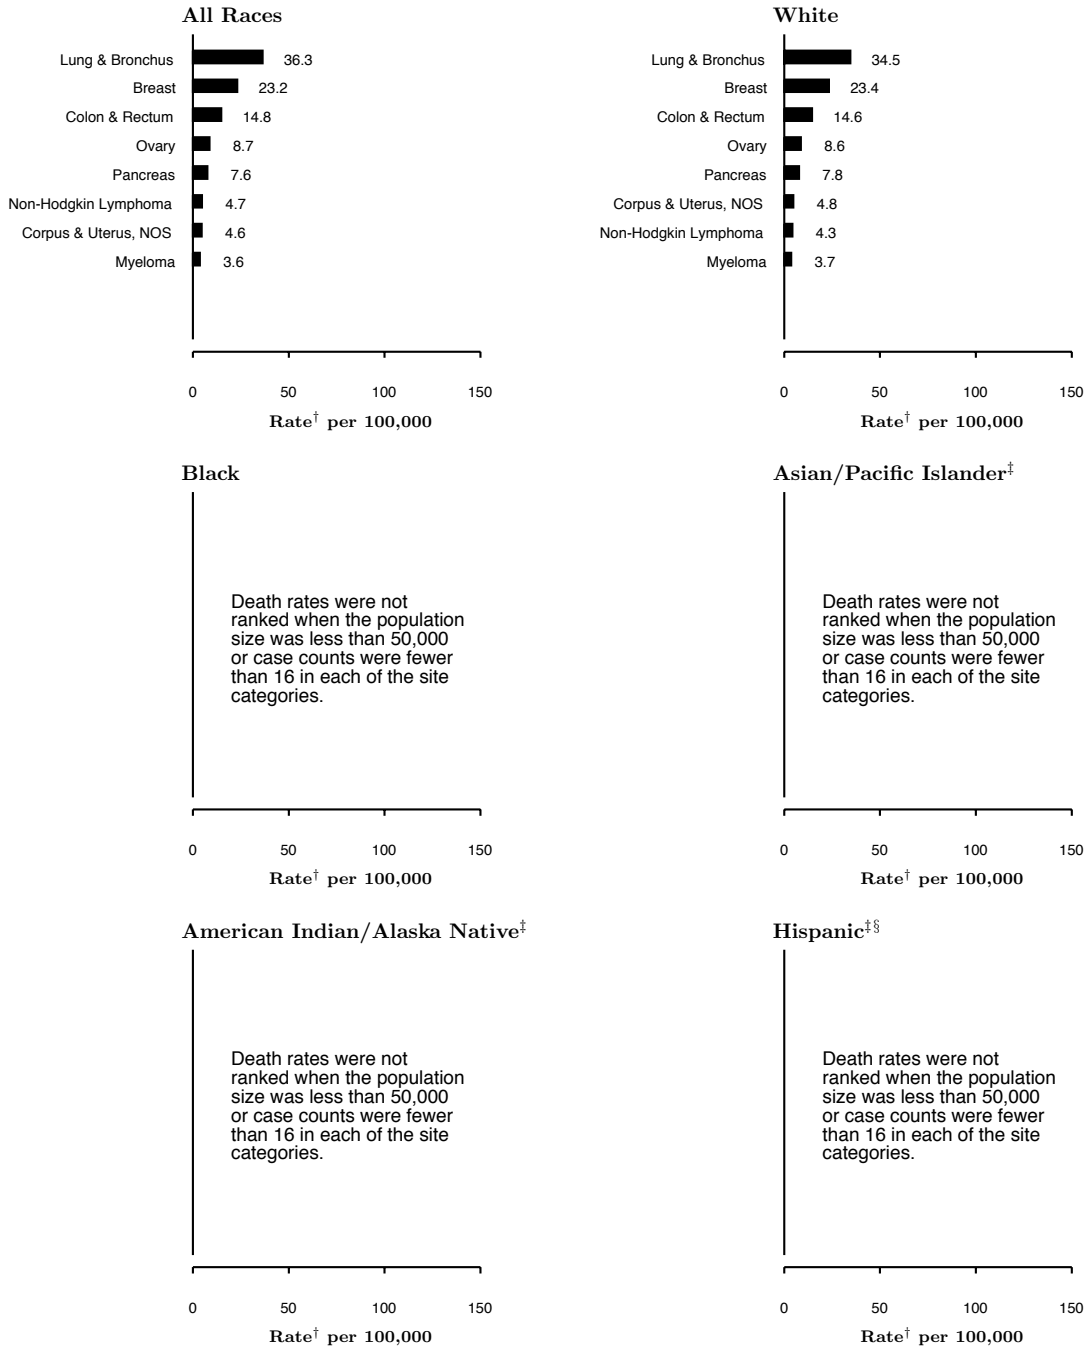 All Races
Lung & Bronchus 36.3
Breast 23.2
Colon & Rectum 14.8
Ovary 8.7
Pancreas 7.6
Non-Hodgkin Lymphoma 4.7
Corpus & Uterus, NOS 4.6
Myeloma 3.6
0 50 100 150
Rate† per 100,000
White
Lung & Bronchus 34.5
Breast 23.4
Colon & Rectum 14.6
Ovary 8.6
Pancreas 7.8
Corpus & Uterus, NOS 4.8
Non-Hodgkin Lymphoma 4.3
Myeloma 3.7
0 50 100 150
Rate† per 100,000
Black
Death rates were not
ranked when the population
size was less than 50,000
or case counts were fewer
than 16 in each of the site
categories.
0 50 100 150
Rate† per 100,000
Asian/Pacific Islander‡
Death rates were not
ranked when the population
size was less than 50,000
or case counts were fewer
than 16 in each of the site
categories.
0 50 100 150
Rate† per 100,000
American Indian/Alaska Native‡
Death rates were not
ranked when the population
size was less than 50,000
or case counts were fewer
than 16 in each of the site
categories.
0 50 100 150
Rate† per 100,000
Hispanic‡§
Death rates were not
ranked when the population
size was less than 50,000
or case counts were fewer
than 16 in each of the site
categories.
0 50 100 150
Rate† per 100,000